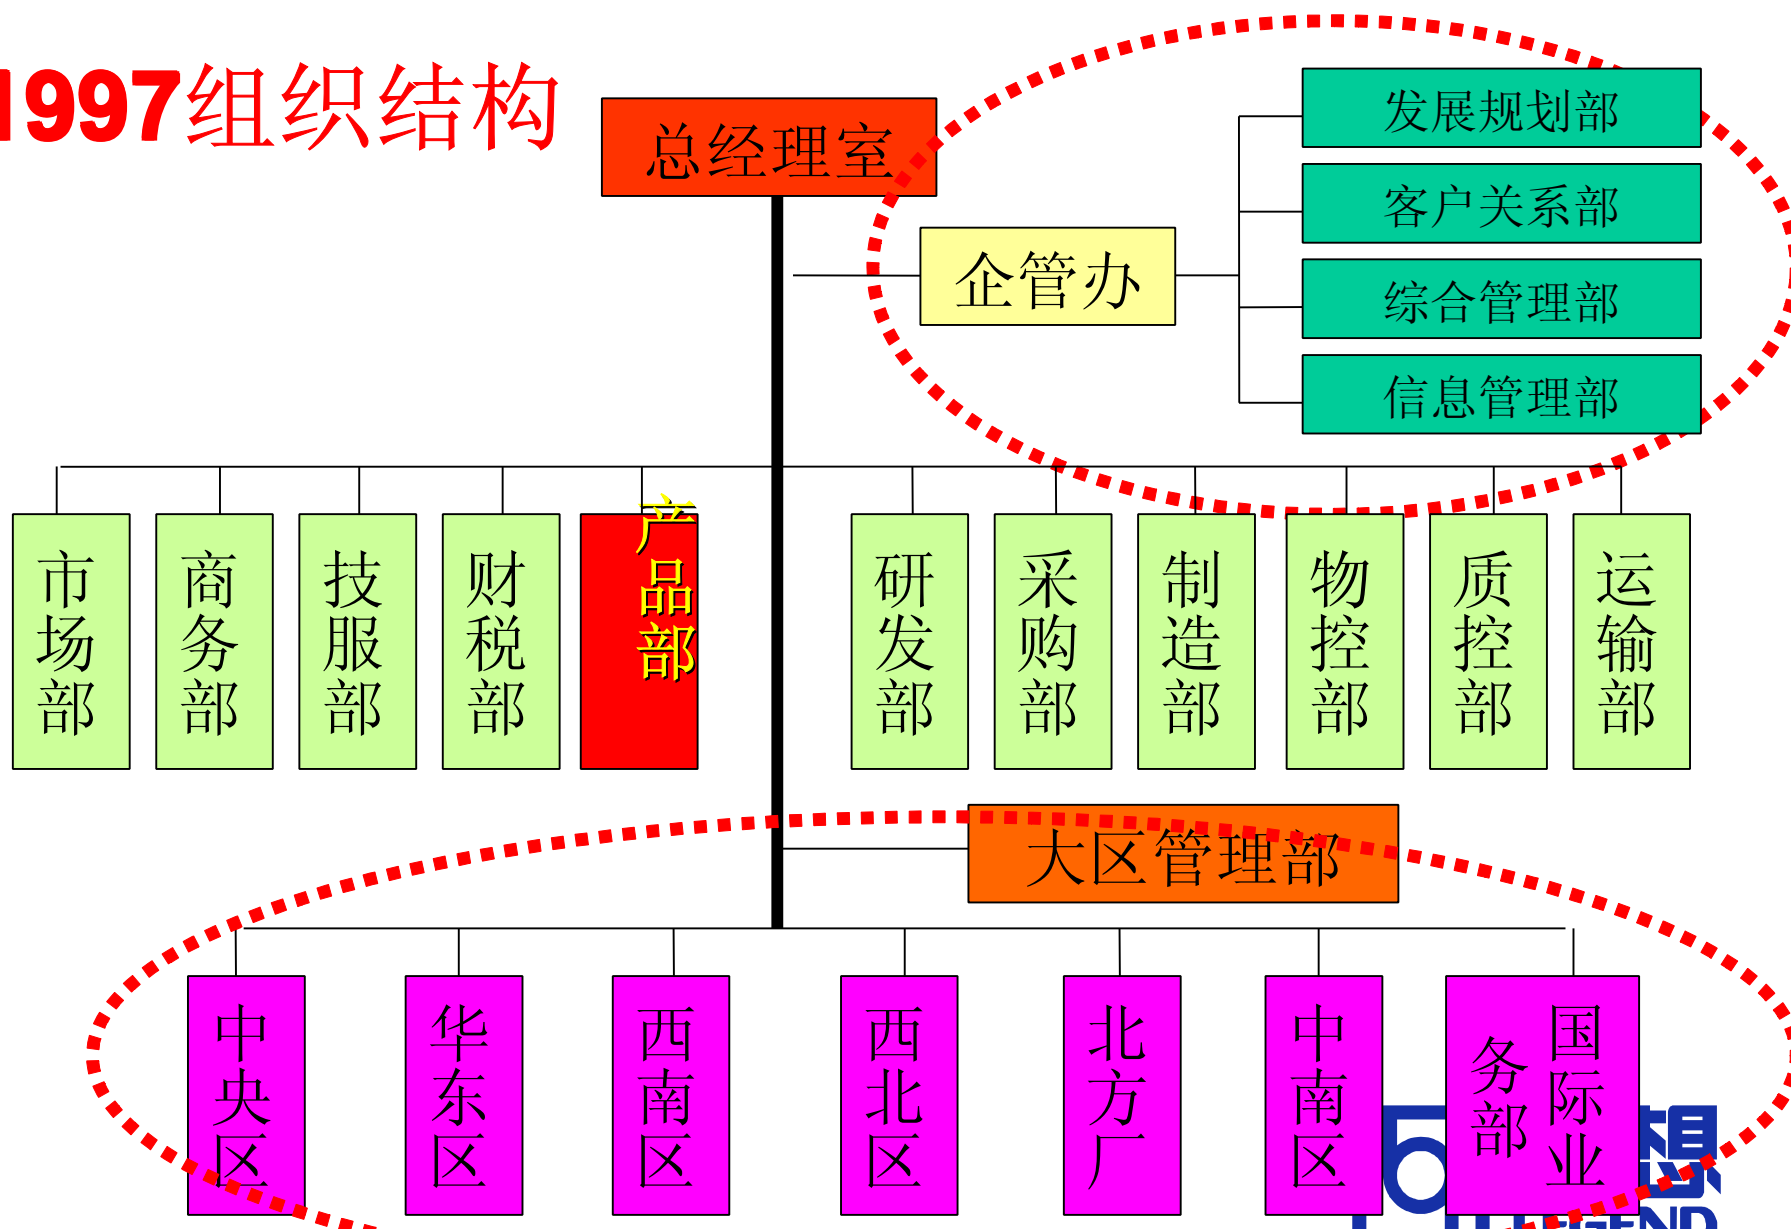 1997组织结构
总经理室
发展规划部
客户关系部
企管办
综合管理部
信息管理部
市场部
商务部
技服部
财税部
产品部
研发部
采购部
制造部
物控部
质控部
运输部
大区管理部
中央区
华东区
西南区
西北区
北方厂
中南区
国际业
务部
想